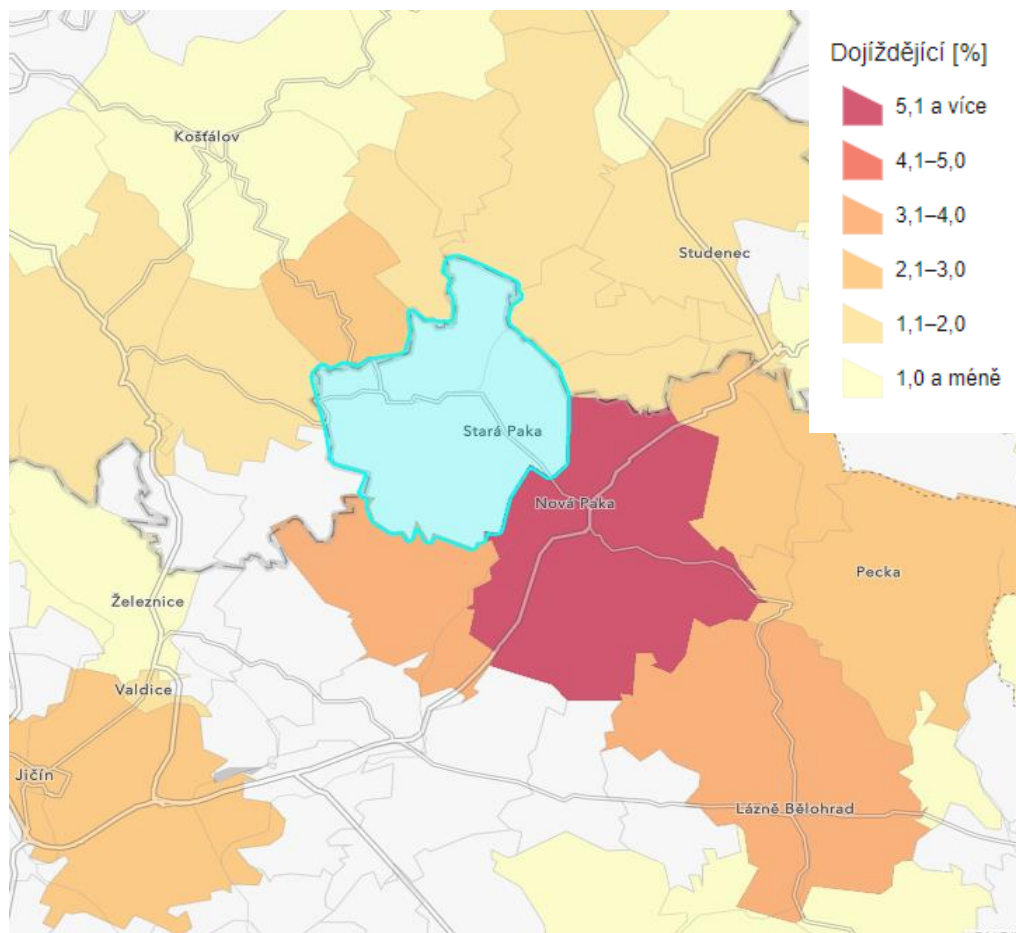 Dojíždějící [%]
5,1 a více
4,1–5,0
3,1–4,0
2,1–3,0
1,1–2,0
1,0 a méně
Košťálov
Studenec
Stará Paka
Nová Paka
Pecka
Železnice
Valdice
Jičín
Lázně Bělohrad